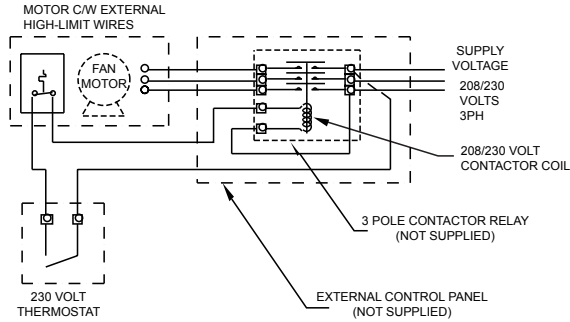 MOTOR C/W EXTERNAL
HIGH-LIMIT WIRES
FAN
MOTOR
SUPPLY
VOLTAGE
208/230
VOLTS
3PH
208/230 VOLT
CONTACTOR COIL
3 POLE CONTACTOR RELAY
(NOT SUPPLIED)
230 VOLT
THERMOSTAT
EXTERNAL CONTROL PANEL
(NOT SUPPLIED)